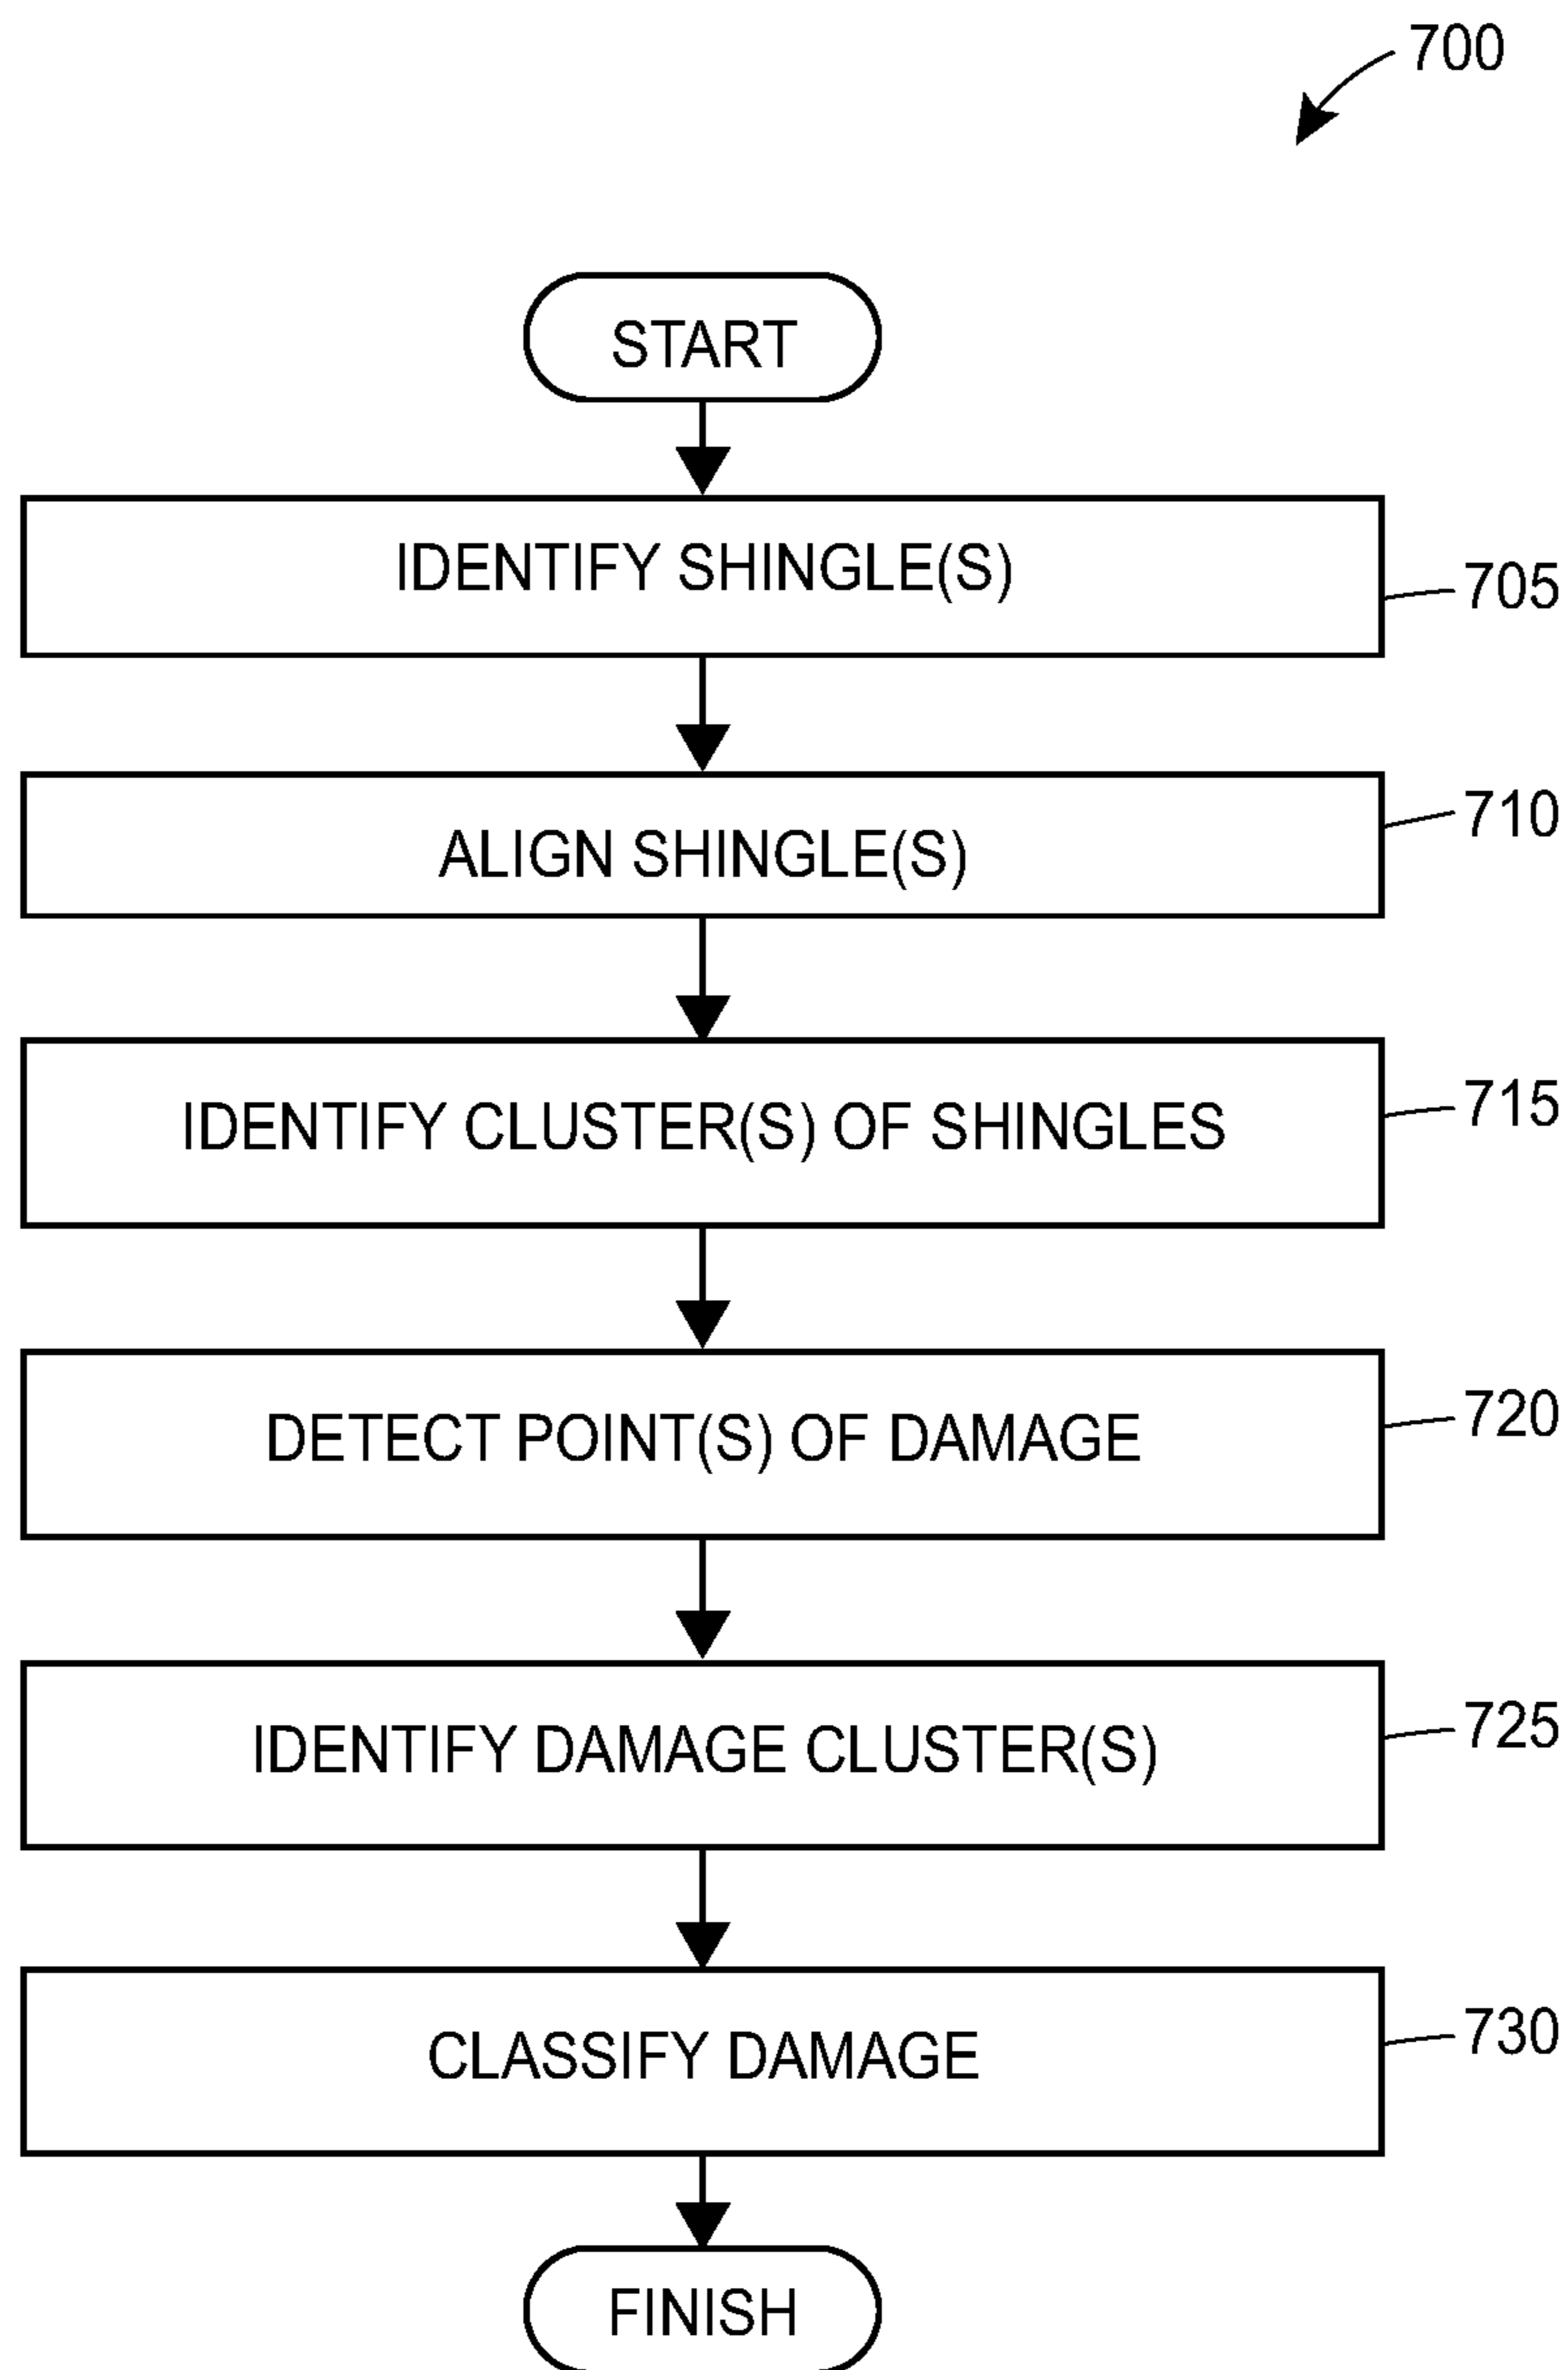 700
START
IDENTIFY SHINGLE(S)
705
ALIGN SHINGLE(S)
710
IDENTIFY CLUSTER(S) OF SHINGLES
715
DETECT POINT(S) OF DAMAGE
720
IDENTIFY DAMAGE CLUSTER(S)
725
CLASSIFY DAMAGE
730
FINISH